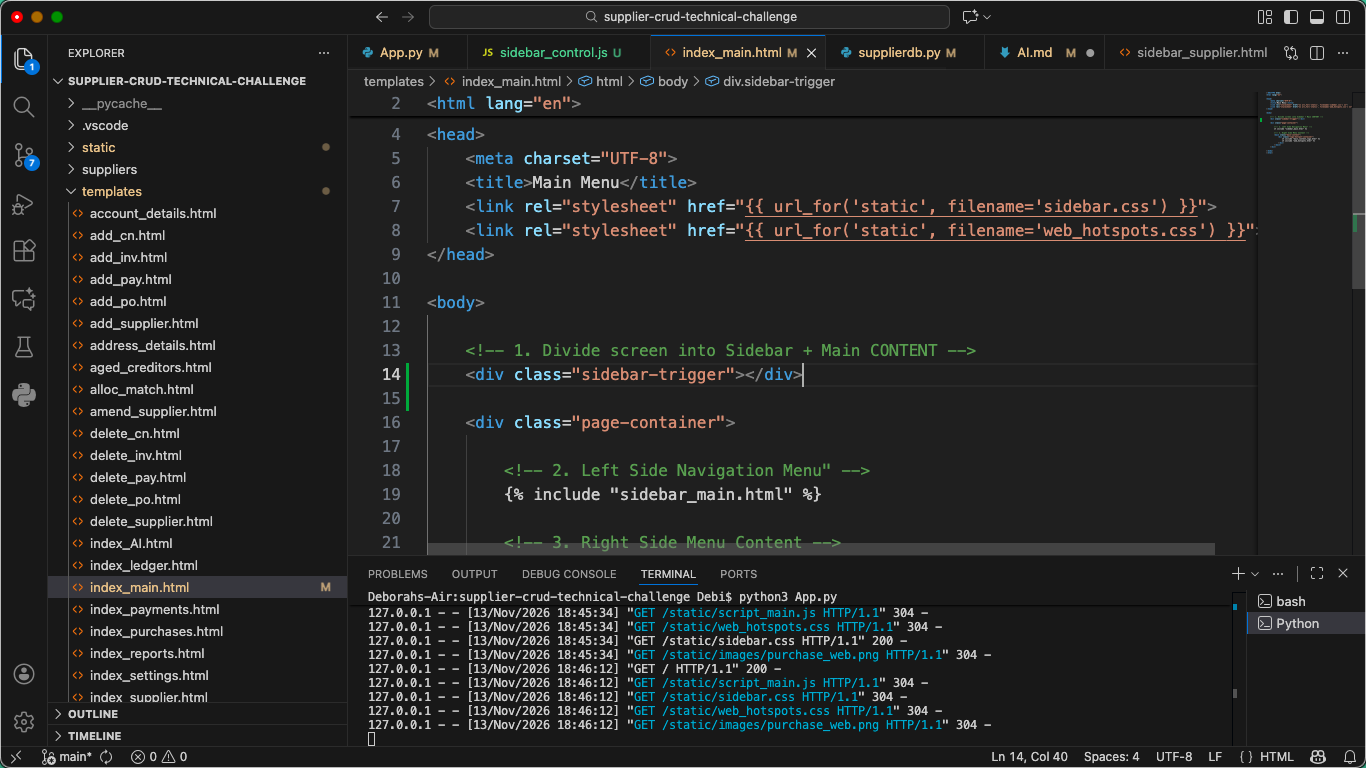 supplier-crud-technical-challenge
EXPLORER
SUPPLIER-CRUD-TECHNICAL-CHALLENGE
__pycache__
.vscode
static
suppliers
templates
account_details.html
add_cn.html
add_inv.html
add_pay.html
add_po.html
add_supplier.html
address_details.html
aged_creditors.html
alloc_match.html
amend_supplier.html
delete_cn.html
delete_inv.html
delete_pay.html
delete_po.html
delete_supplier.html
index_AI.html
index_ledger.html
index_main.html M
index_payments.html
index_purchases.html
index_reports.html
index_settings.html
index_supplier.html
OUTLINE
TIMELINE
1
7
App.py M
JS sidebar_control.js U
index_main.html M
supplierdb.py M
AI.md M
sidebar_supplier.html
templates > index_main.html > html > body > div.sidebar-trigger
2 <html lang="en">
4 <head>
5 <meta charset="UTF-8">
6 <title>Main Menu</title>
7 <link rel="stylesheet" href="{{ url_for('static', filename='sidebar.css') }}">
8 <link rel="stylesheet" href="{{ url_for('static', filename='web_hotspots.css') }}">
9 </head>
10
11 <body>
12
13 <!-- 1. Divide screen into Sidebar + Main CONTENT -->
14 <div class="sidebar-trigger"></div>
15
16 <div class="page-container">
17
18 <!-- 2. Left Side Navigation Menu" -->
19 {% include "sidebar_main.html" %}
20
21 <!-- 3. Right Side Menu Content -->
PROBLEMS OUTPUT DEBUG CONSOLE TERMINAL PORTS
Deborahs-Air:supplier-crud-technical-challenge Debi$ python3 App.py
127.0.0.1 - - [13/Nov/2026 18:45:34] "GET /static/script_main.js HTTP/1.1" 304 -
127.0.0.1 - - [13/Nov/2026 18:45:34] "GET /static/web_hotspots.css HTTP/1.1" 304 -
127.0.0.1 - - [13/Nov/2026 18:45:34] "GET /static/sidebar.css HTTP/1.1" 200 -
127.0.0.1 - - [13/Nov/2026 18:45:34] "GET /static/images/purchase_web.png HTTP/1.1" 304 -
127.0.0.1 - - [13/Nov/2026 18:46:12] "GET / HTTP/1.1" 200 -
127.0.0.1 - - [13/Nov/2026 18:46:12] "GET /static/script_main.js HTTP/1.1" 304 -
127.0.0.1 - - [13/Nov/2026 18:46:12] "GET /static/sidebar.css HTTP/1.1" 304 -
127.0.0.1 - - [13/Nov/2026 18:46:12] "GET /static/web_hotspots.css HTTP/1.1" 304 -
127.0.0.1 - - [13/Nov/2026 18:46:12] "GET /static/images/purchase_web.png HTTP/1.1" 304 -
bash
Python
main* 0 0
Ln 14, Col 40 Spaces: 4 UTF-8 LF { } HTML